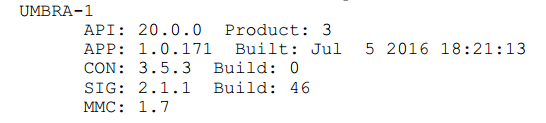 UMBRA-1
API: 20.0.0  Product: 3
APP: 1.0.171  Built: Jul  5 2016 18:21:13
CON: 3.5.3  Build: 0
SIG: 2.1.1  Build: 46
MMC: 1.7